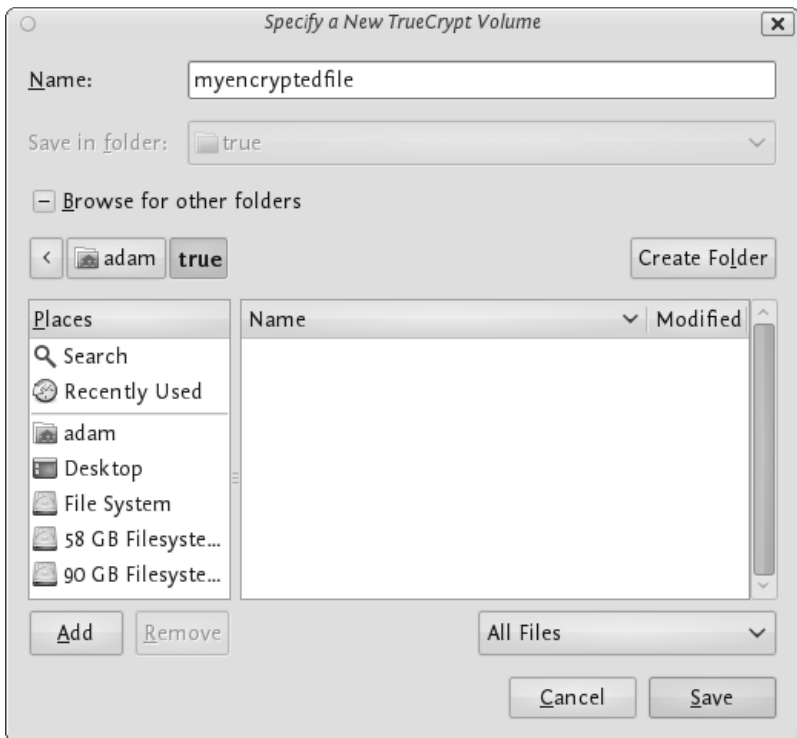 Specify a New TrueCrypt Volume
Name: myencryptedfile
Save in folder: true
Browse for other folders
< adam true Create Folder
Places Name Modified
Search
Recently Used
adam
Desktop
File System
58 GB Filesyste...
90 GB Filesyste...
Add Remove All Files
Cancel Save